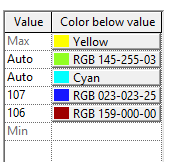 Value Color below value
Max Yellow
Auto RGB 145-255-03
Auto Cyan
107 RGB 023-023-25
106 RGB 159-000-00
Min